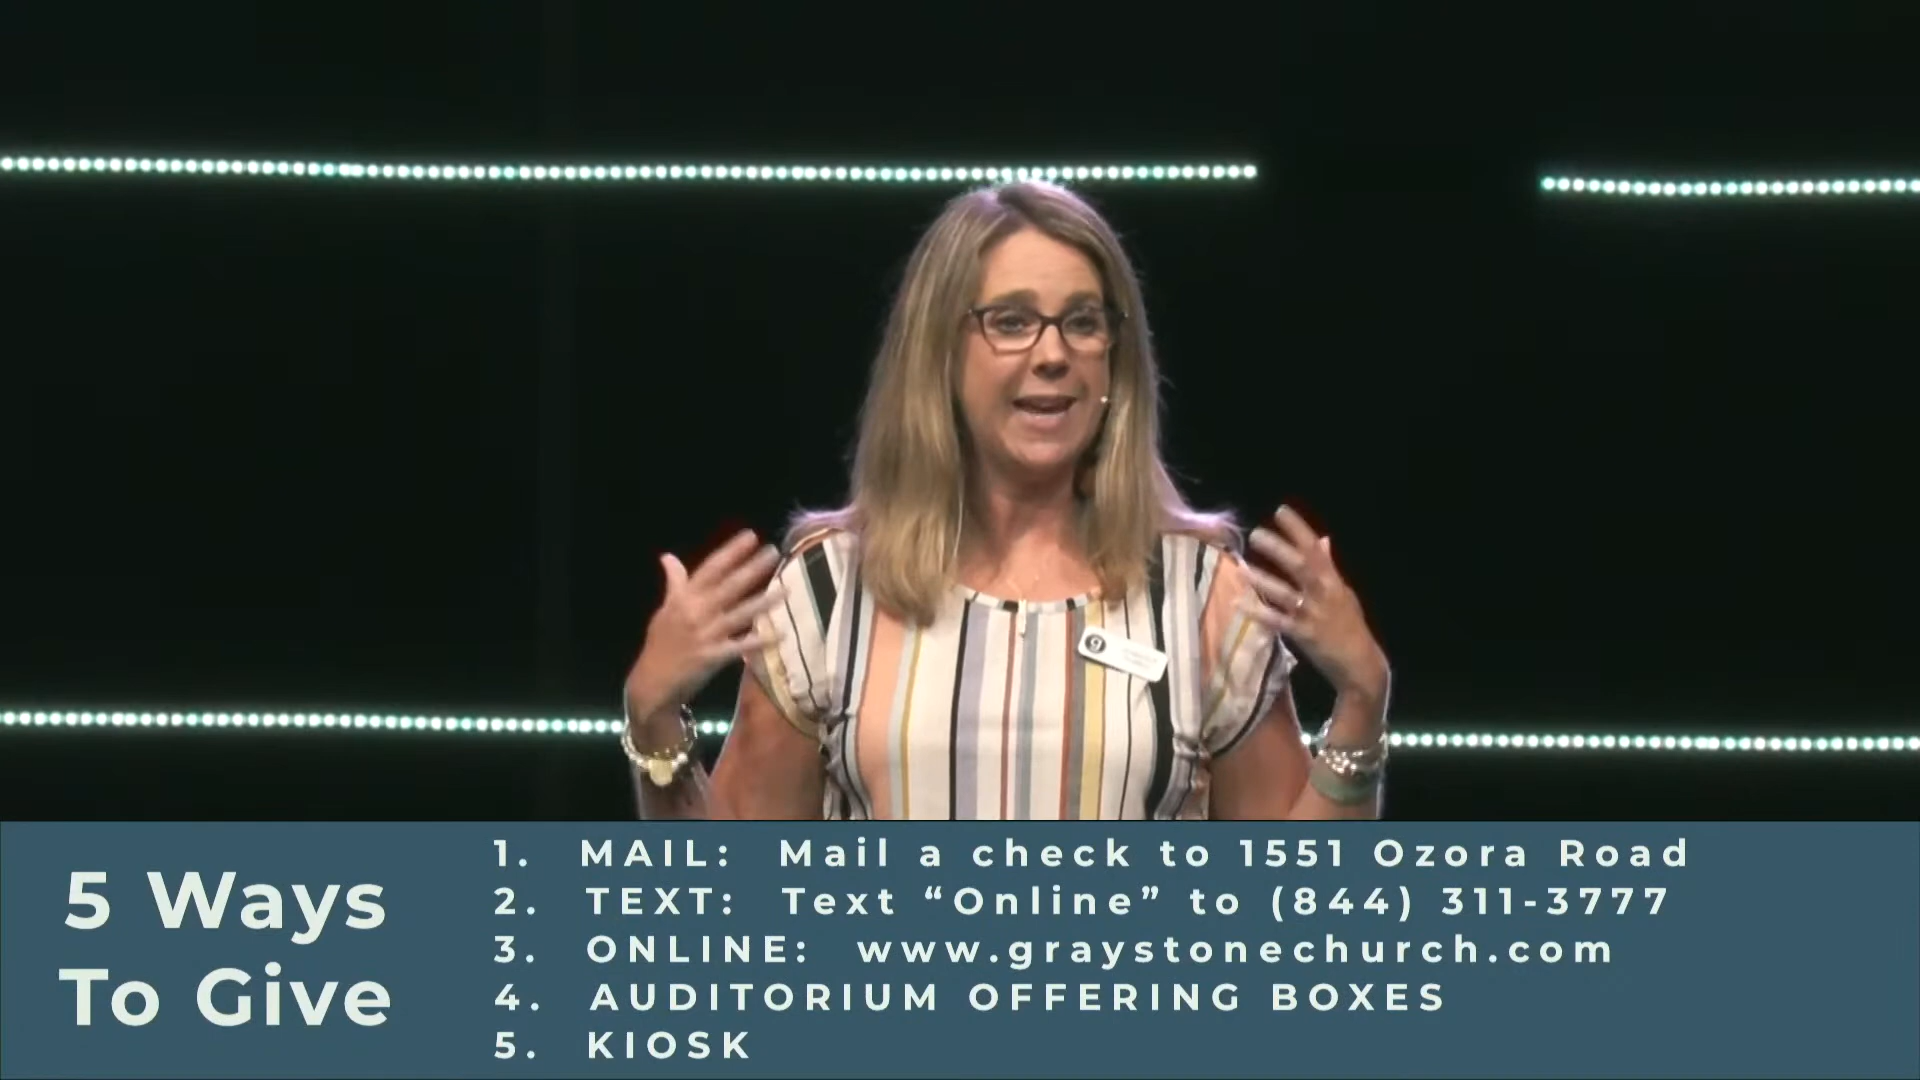 g
5 Ways
To Give
1. MAIL: Mail a check to 1551 Ozora Road
2. TEXT: Text “Online” to (844) 311-3777
3. ONLINE: www.graystonechurch.com
4. AUDITORIUM OFFERING BOXES
5. KIOSK